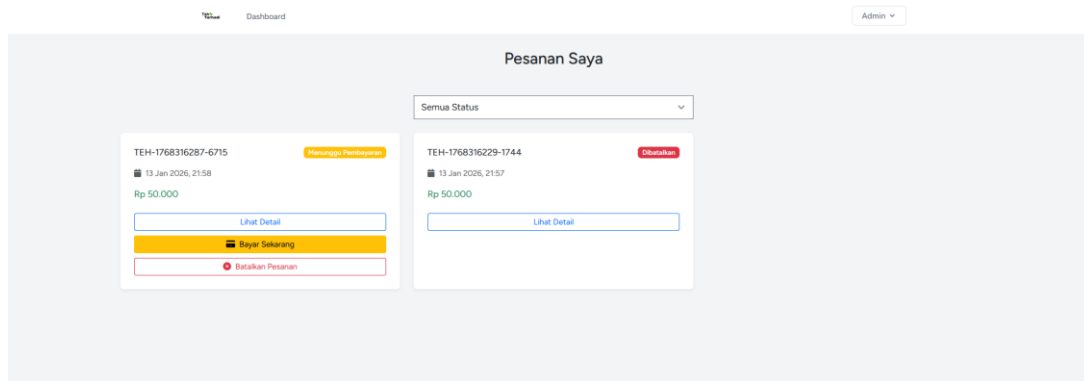 Dashboard
Admin
Pesanan Saya
Semua Status
TEH-1768316287-6715
Menunggu Pembayaran
13 Jan 2026, 21:58
Rp 50.000
Lihat Detail
Bayar Sekarang
Batalkan Pesanan
TEH-1768316229-1744
Dibatalkan
13 Jan 2026, 21:57
Rp 50.000
Lihat Detail